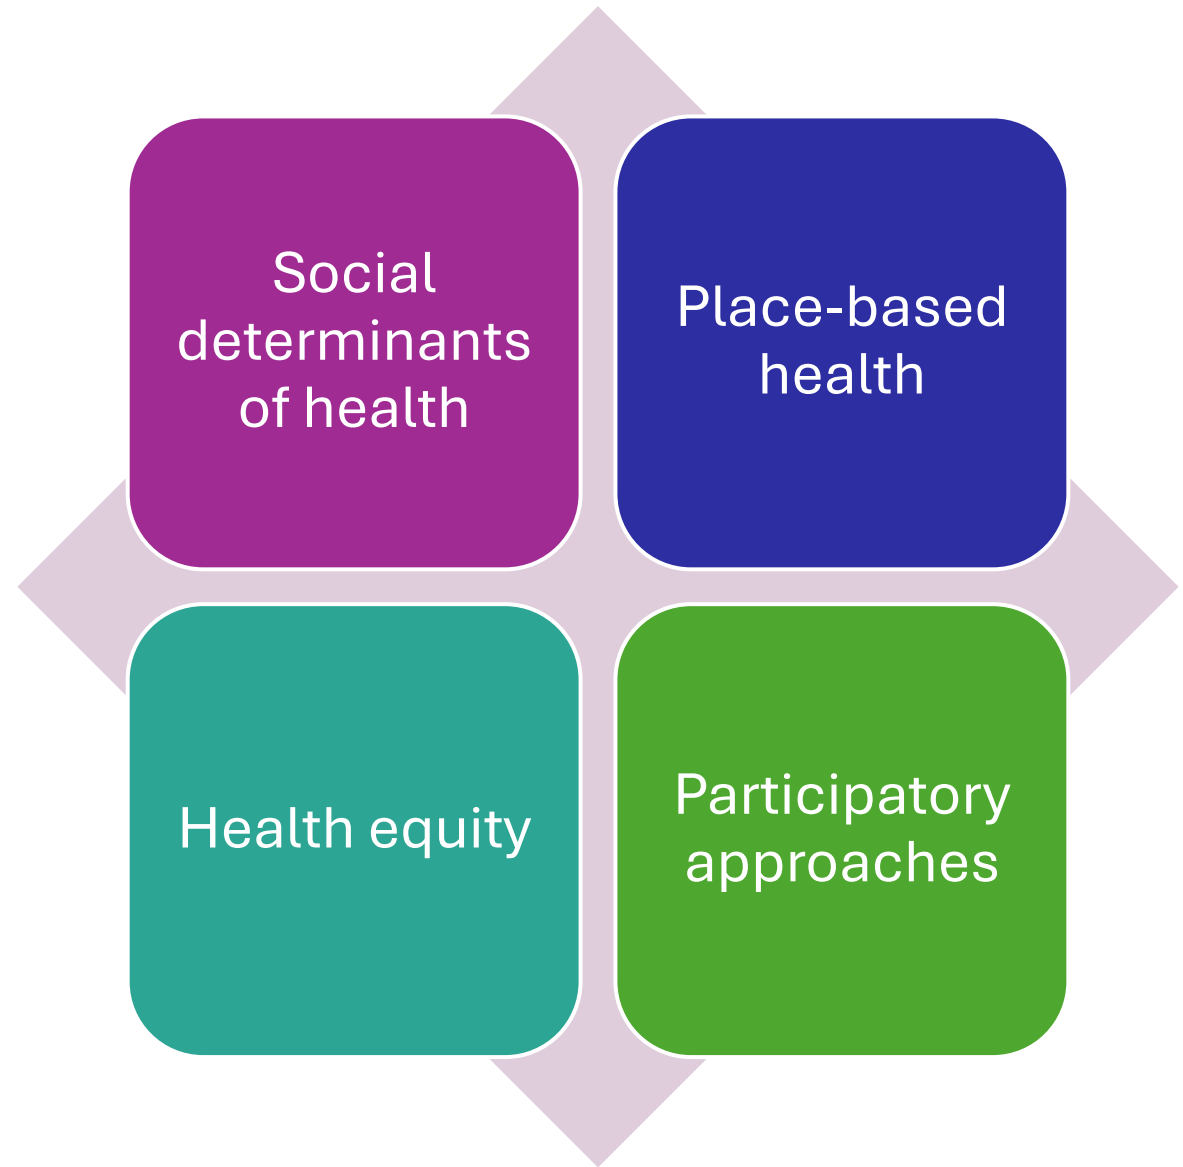 Social
determinants
of health
Place-based
health
Health equity
Participatory
approaches